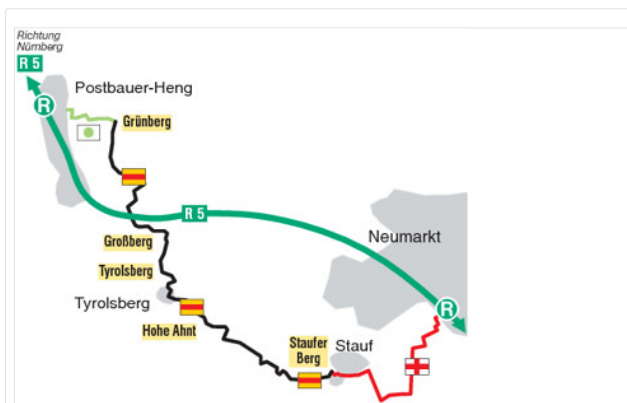 Richtung
Nürnberg
R 5
R
Postbauer-Heng
Grünberg
R 5
Großberg
Neumarkt
Tyrolsberg
Tyrolsberg
R
Hohe Ahnt
Staufer
Berg
Stauf